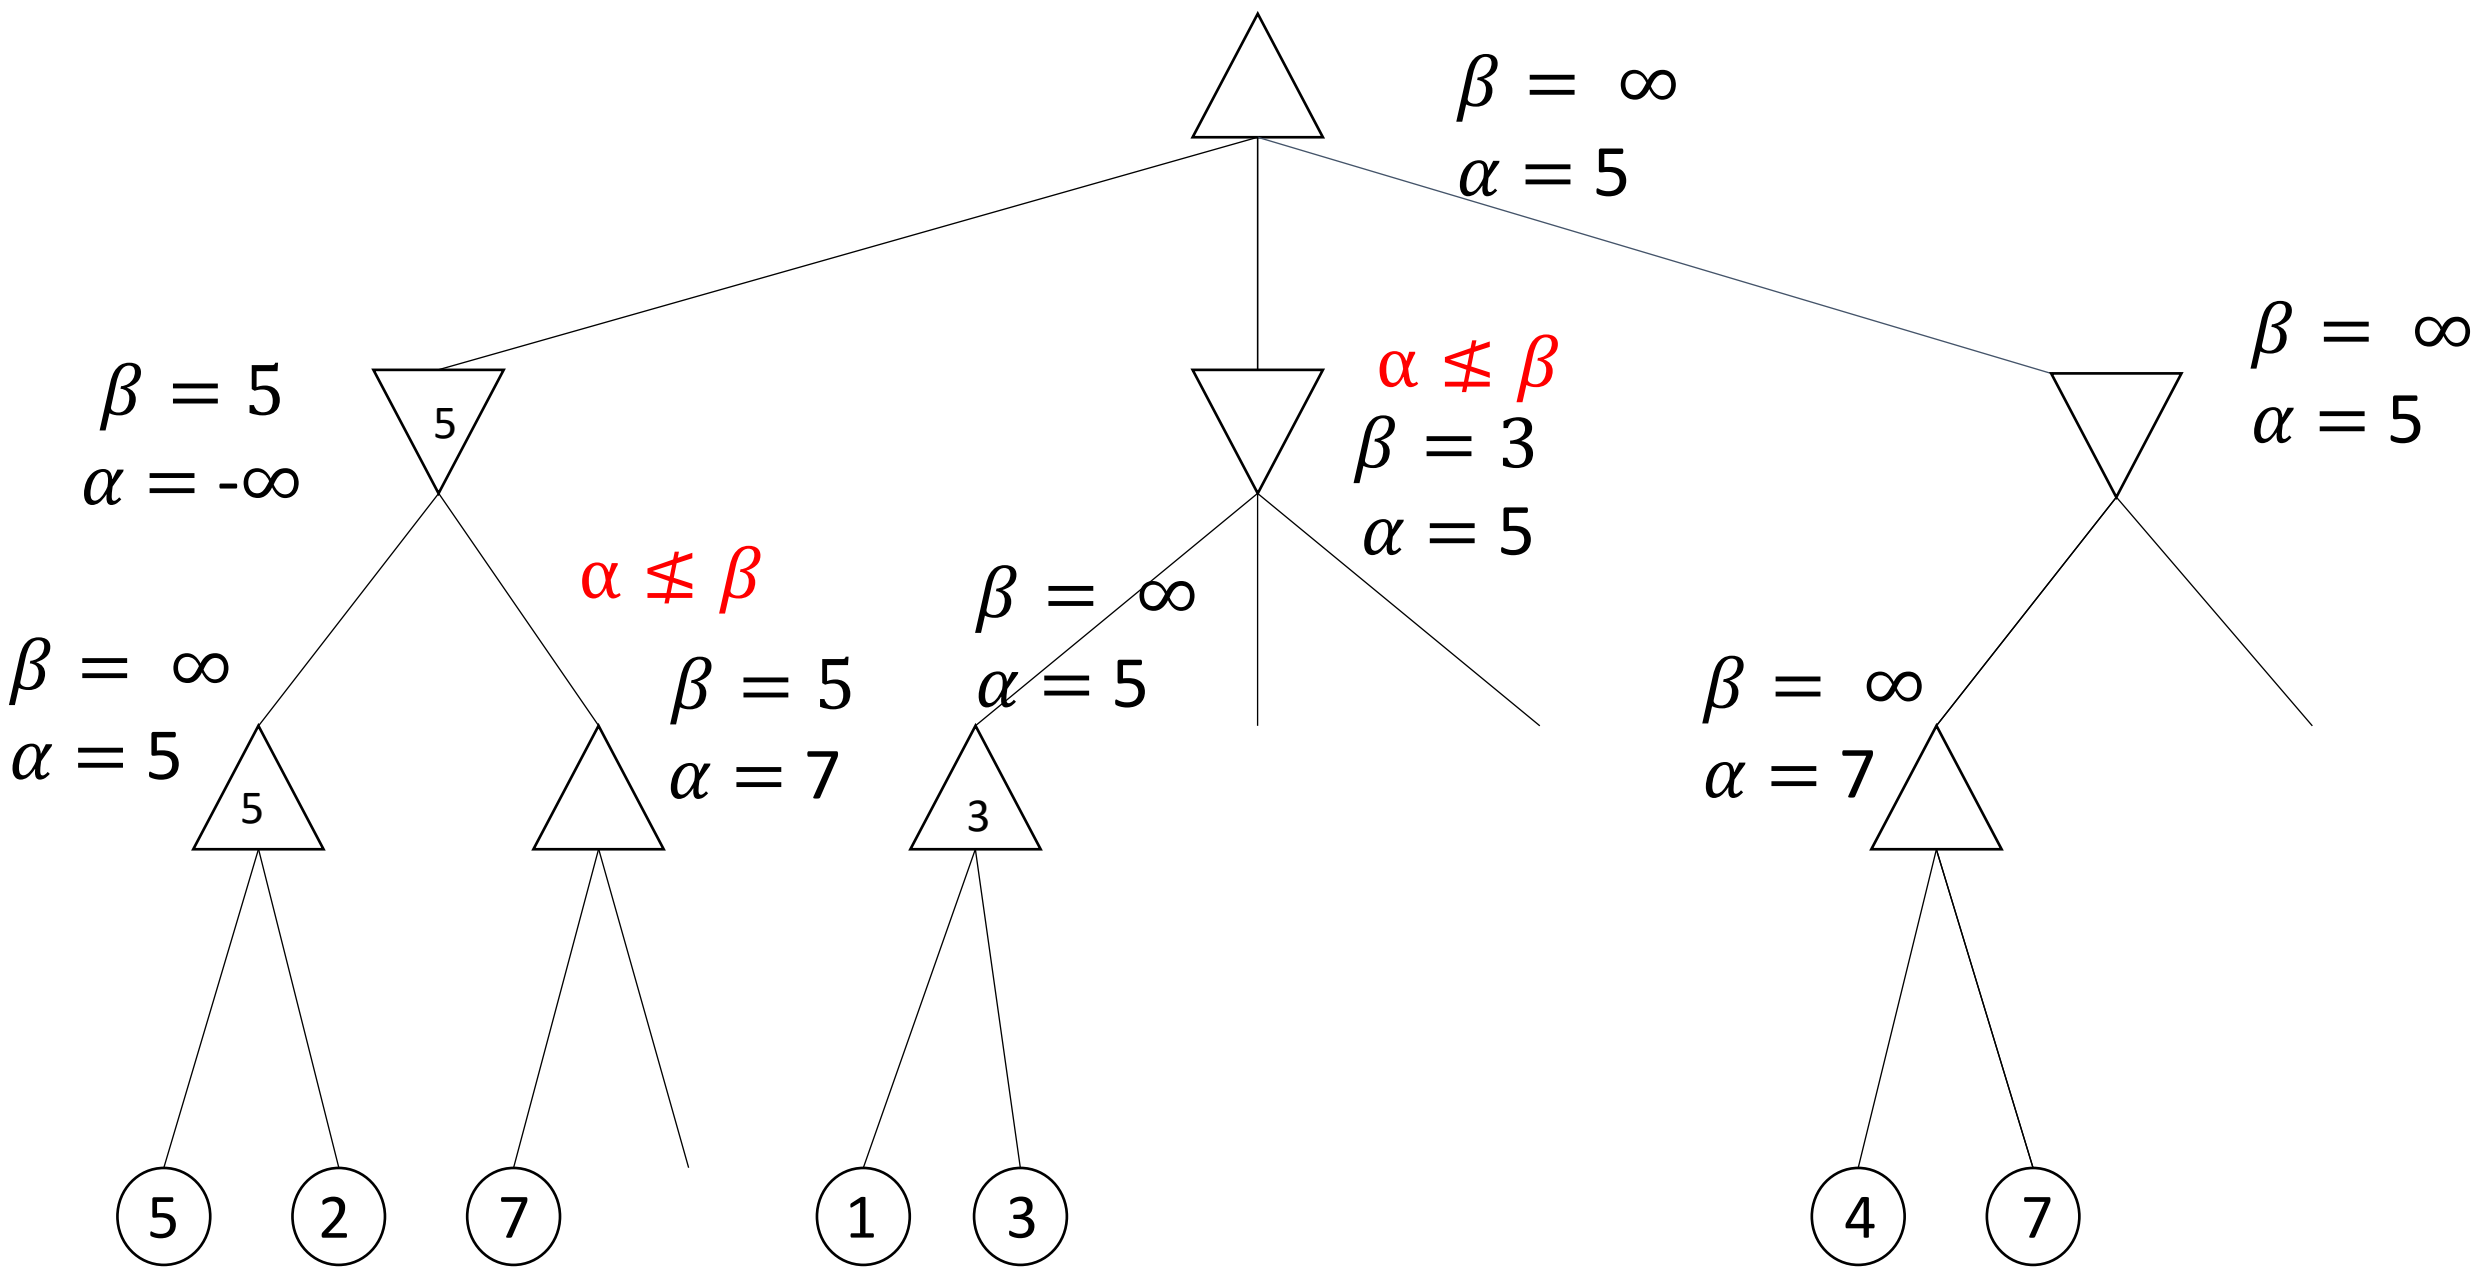 β = ∞
α = 5
β = ∞
α = 5
α ≰ β
β = 3
α = 5
β = 5
α = -∞
5
α ≰ β
β = ∞
α = 5
β = ∞
α = 5
β = 5
α = 7
β = ∞
α = 7
5
3
5
2
7
1
3
4
7